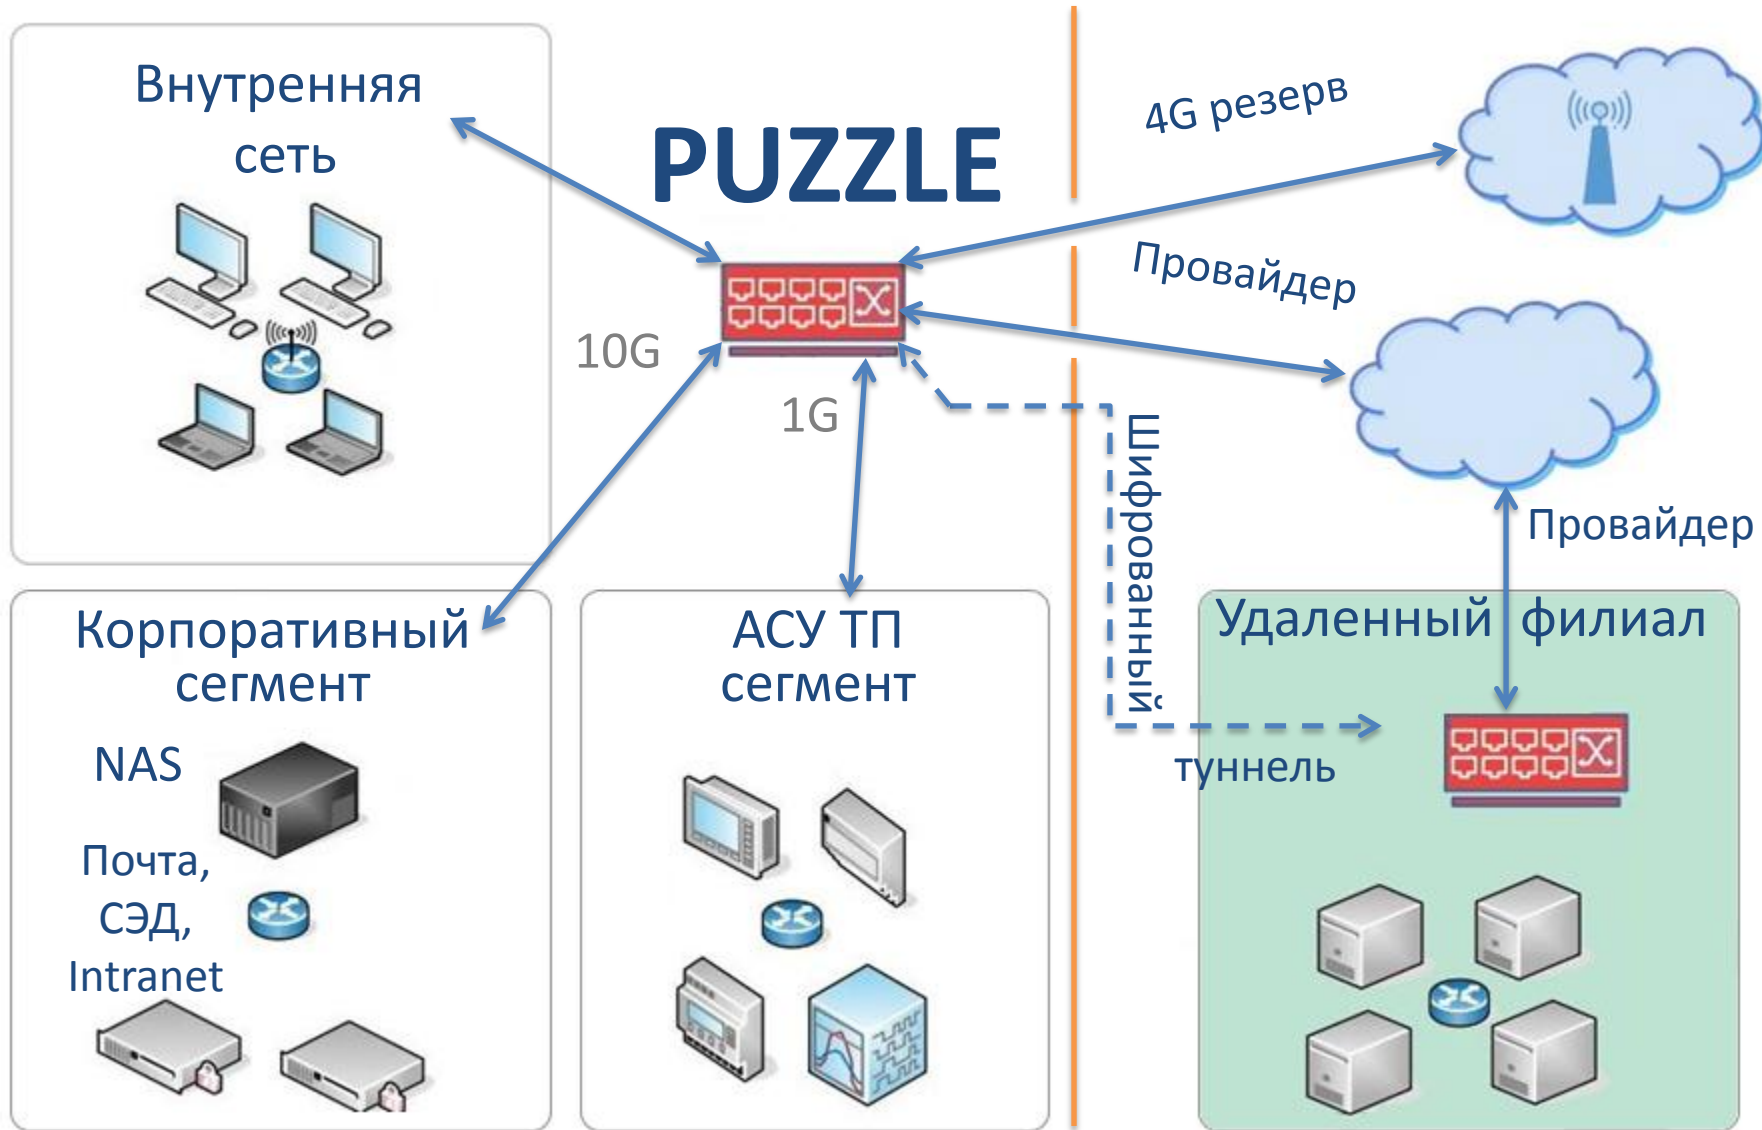 Внутренняя
сеть
PUZZLE
4G резерв
Провайдер
10G
1G
Шифрованный
туннель
Провайдер
Корпоративный
сегмент
NAS
Почта,
СЭД,
Intranet
АСУ ТП
сегмент
Удаленный филиал